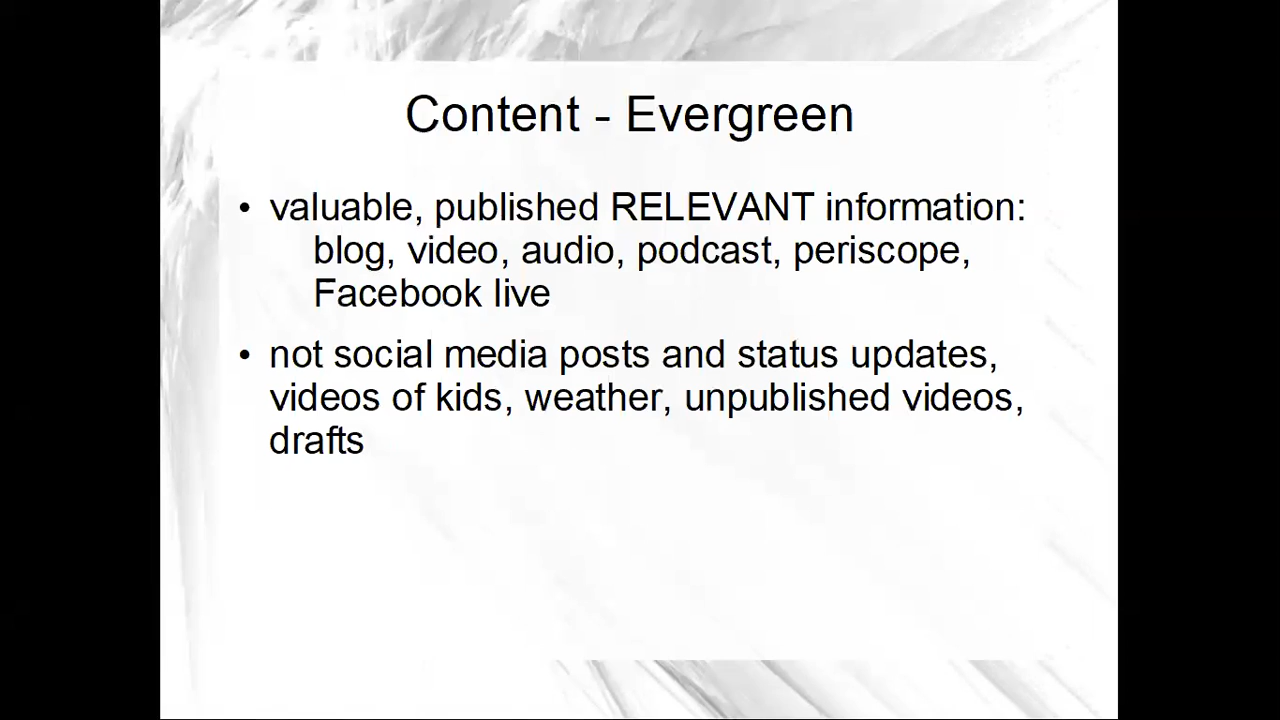 Content - Evergreen
• valuable, published RELEVANT information:
blog, video, audio, podcast, periscope,
Facebook live
• not social media posts and status updates,
videos of kids, weather, unpublished videos,
drafts